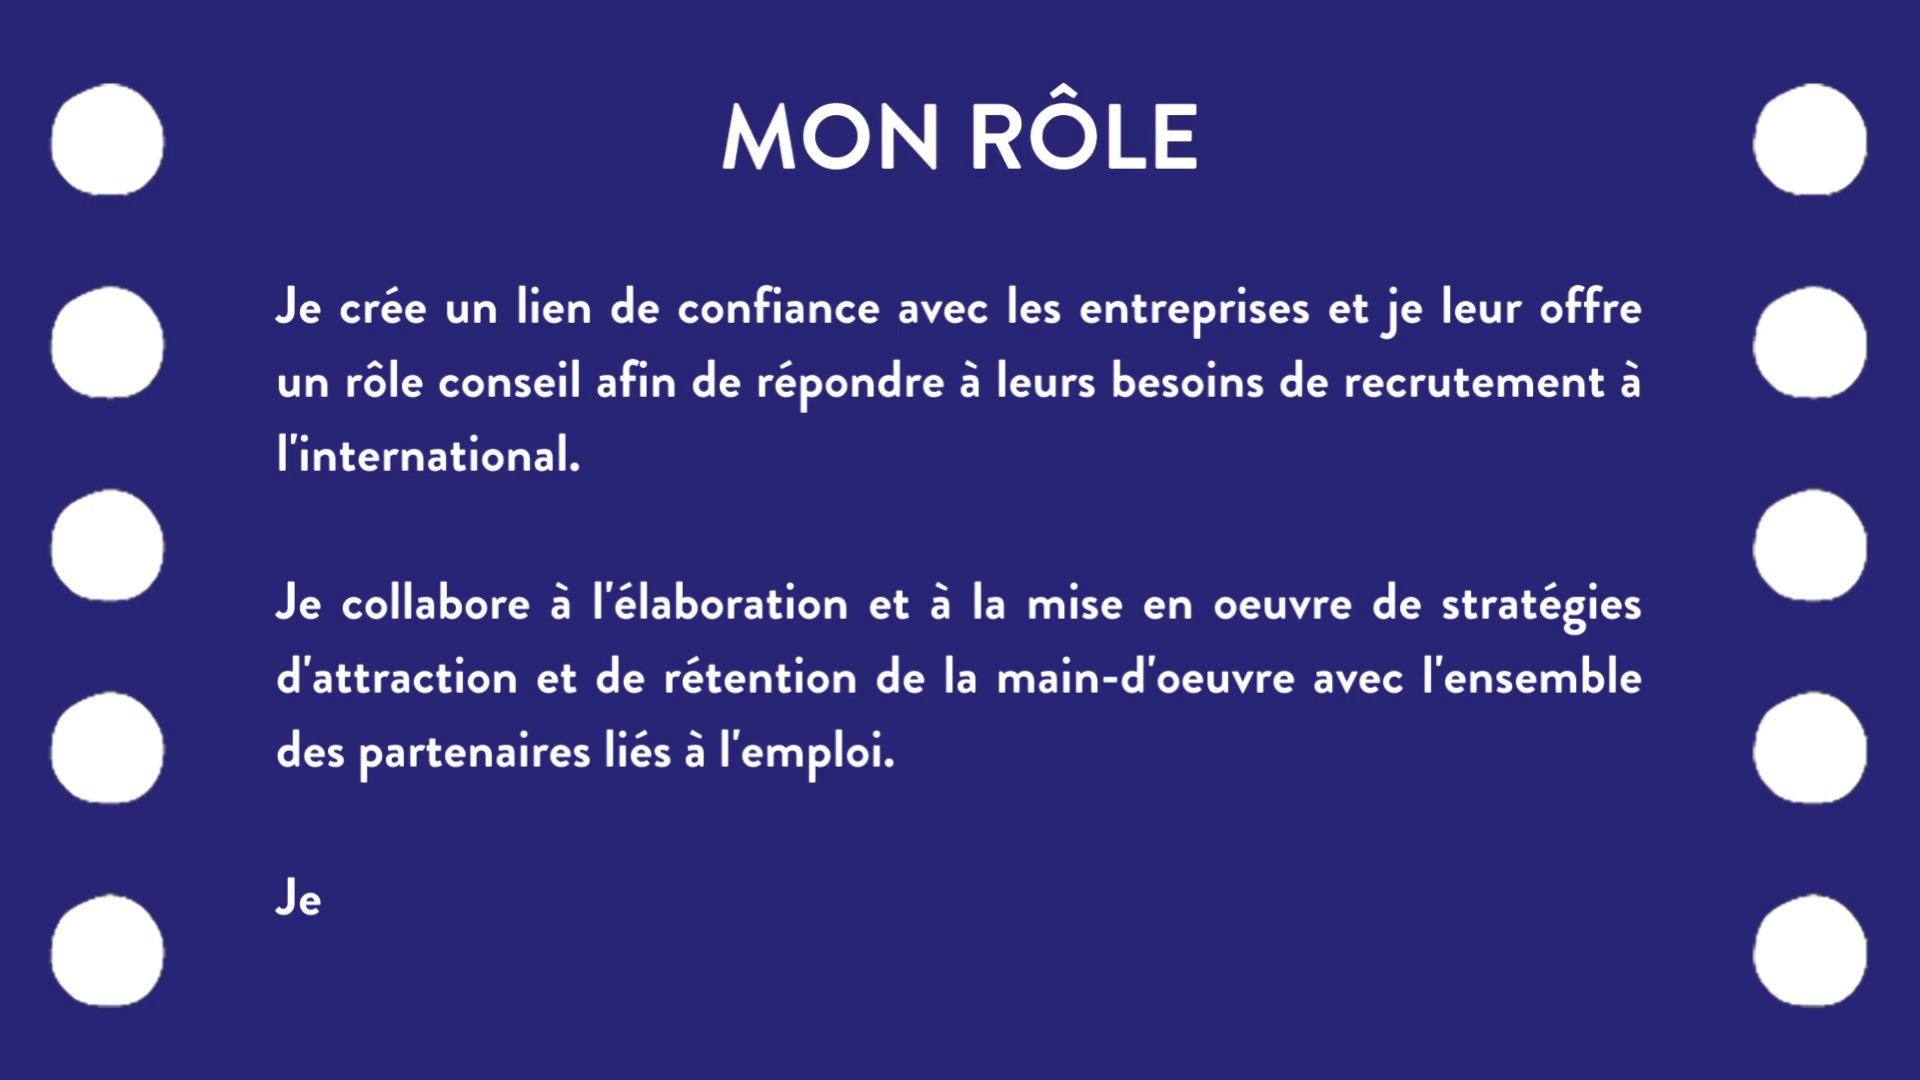 MON RÔLE
Je crée un lien de confiance avec les entreprises et je leur offre
un rôle conseil afin de répondre à leurs besoins de recrutement à
l'international.
Je collabore à l'élaboration et à la mise en oeuvre de stratégies
d'attraction et de rétention de la main-d'oeuvre avec l'ensemble
des partenaires liés à l'emploi.
Je